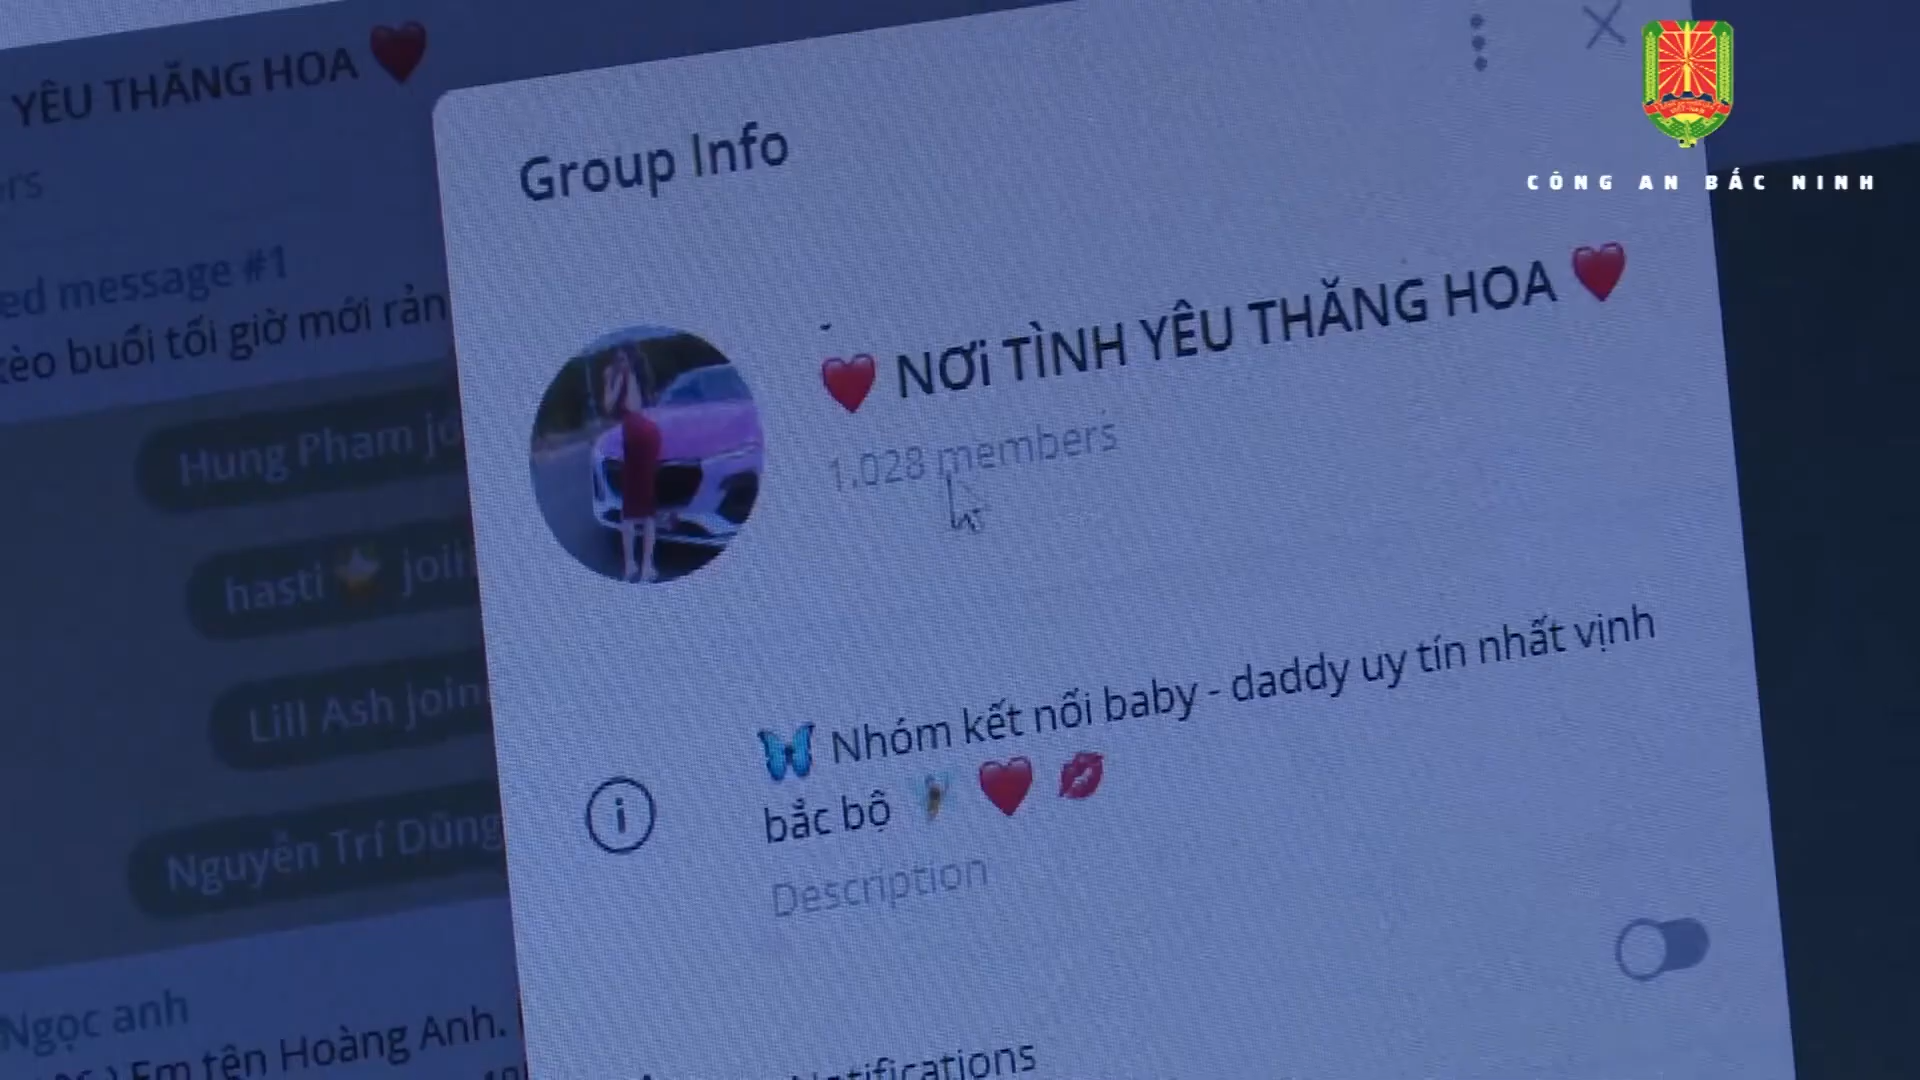 YÊU THĂNG HOA ❤️
Group Info
CÔNG AN BẮC NINH
ed message #1
kèo buổi tối giờ mới rản
❤️ NƠi TÌNH YÊU THĂNG HOA ❤️
1.028 members
Hung Pham jo
hasti joi
Lill Ash join
Nguyễn Trí Dũng
🦋 Nhóm kết nối baby - daddy uy tín nhất vịnh
bắc bộ 🧚 ❤️ 💋
Description
Ngọc anh
Em tên Hoàng Anh.
Notifications